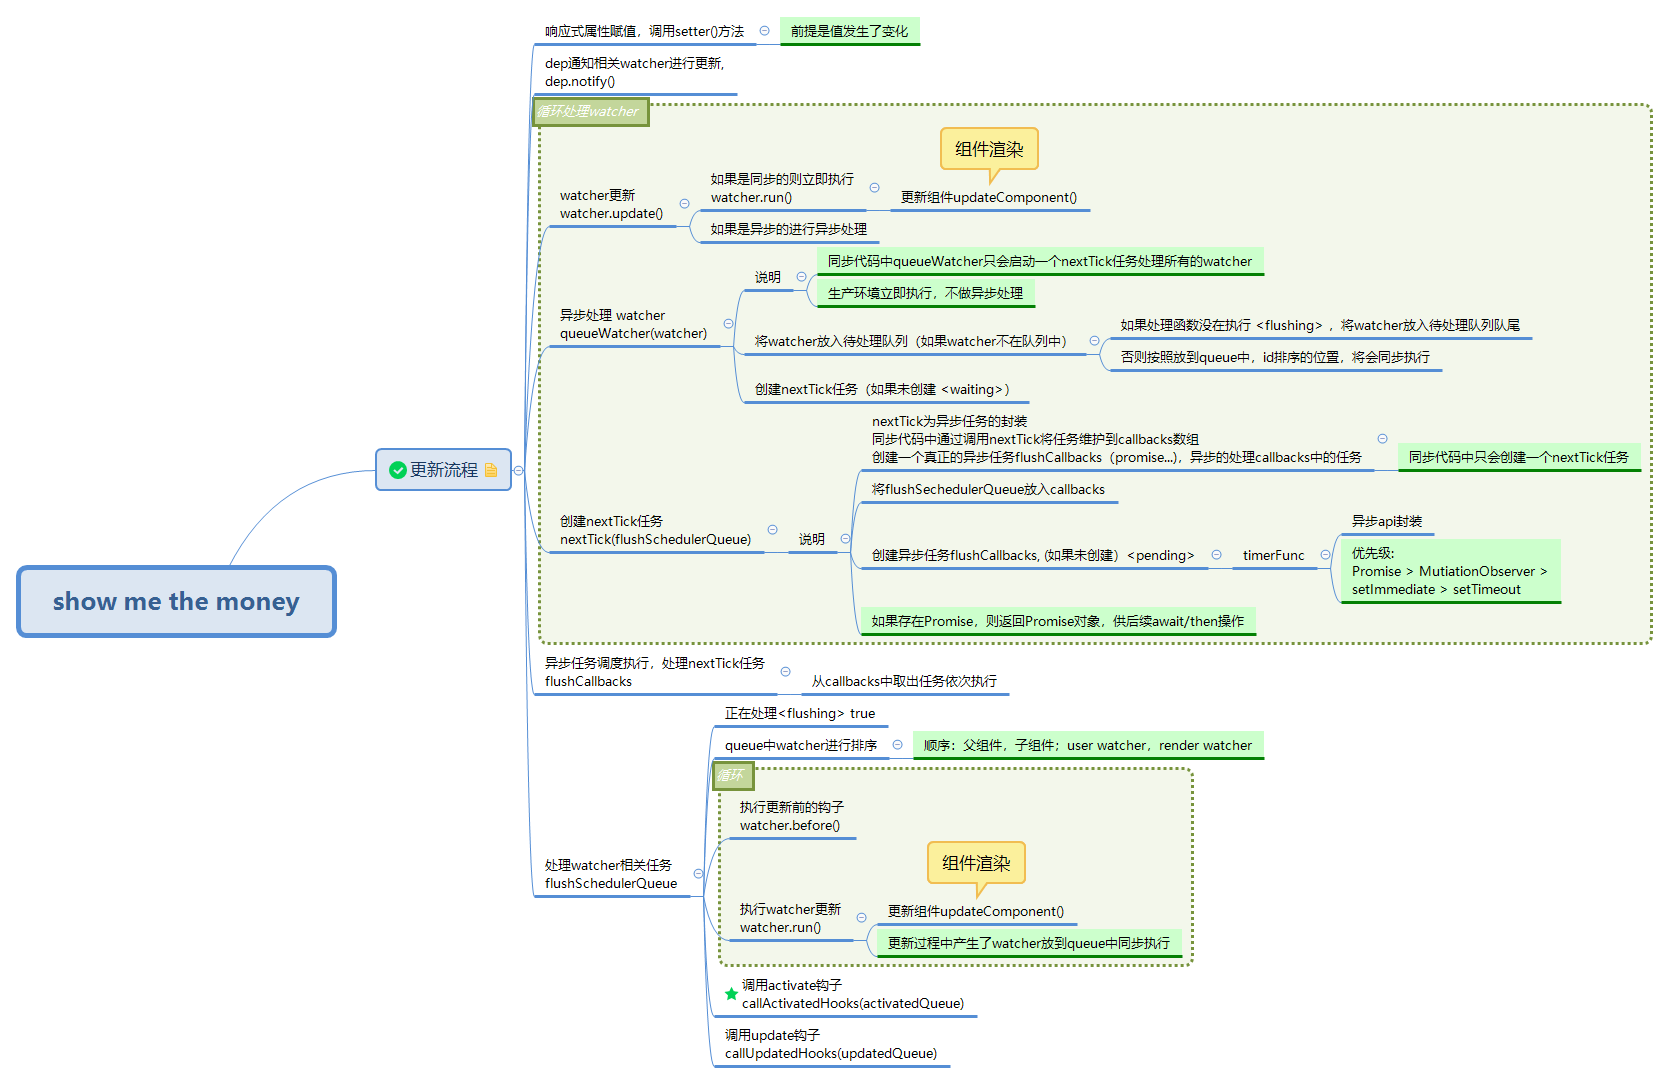 响应式属性赋值，调用setter()方法
前提是值发生了变化
dep通知相关watcher进行更新,
dep.notify()
循环处理watcher
组件渲染
watcher更新
watcher.update()
如果是同步的则立即执行
watcher.run()
更新组件updateComponent()
如果是异步的进行异步处理
异步处理 watcher
queueWatcher(watcher)
说明
同步代码中queueWatcher只会启动一个nextTick任务处理所有的watcher
生产环境立即执行，不做异步处理
将watcher放入待处理队列（如果watcher不在队列中）
如果处理函数没在执行 <flushing> ，将watcher放入待处理队列队尾
否则按照放到queue中，id排序的位置，将会同步执行
创建nextTick任务（如果未创建 <waiting>）
创建nextTick任务
nextTick(flushSchedulerQueue)
说明
nextTick为异步任务的封装
同步代码中通过调用nextTick将任务维护到callbacks数组
创建一个真正的异步任务flushCallbacks（promise...)，异步的处理callbacks中的任务
同步代码中只会创建一个nextTick任务
将flushSechedulerQueue放入callbacks
创建异步任务flushCallbacks, (如果未创建）<pending>
timerFunc
异步api封装
优先级:
Promise > MutiationObserver >
setImmediate > setTimeout
如果存在Promise，则返回Promise对象，供后续await/then操作
更新流程
show me the money
异步任务调度执行，处理nextTick任务
flushCallbacks
从callbacks中取出任务依次执行
处理watcher相关任务
flushSchedulerQueue
正在处理<flushing> true
queue中watcher进行排序
顺序：父组件，子组件；user watcher，render watcher
循环
执行更新前的钩子
watcher.before()
组件渲染
执行watcher更新
watcher.run()
更新组件updateComponent()
更新过程中产生了watcher放到queue中同步执行
调用activate钩子
callActivatedHooks(activatedQueue)
调用update钩子
callUpdatedHooks(updatedQueue)